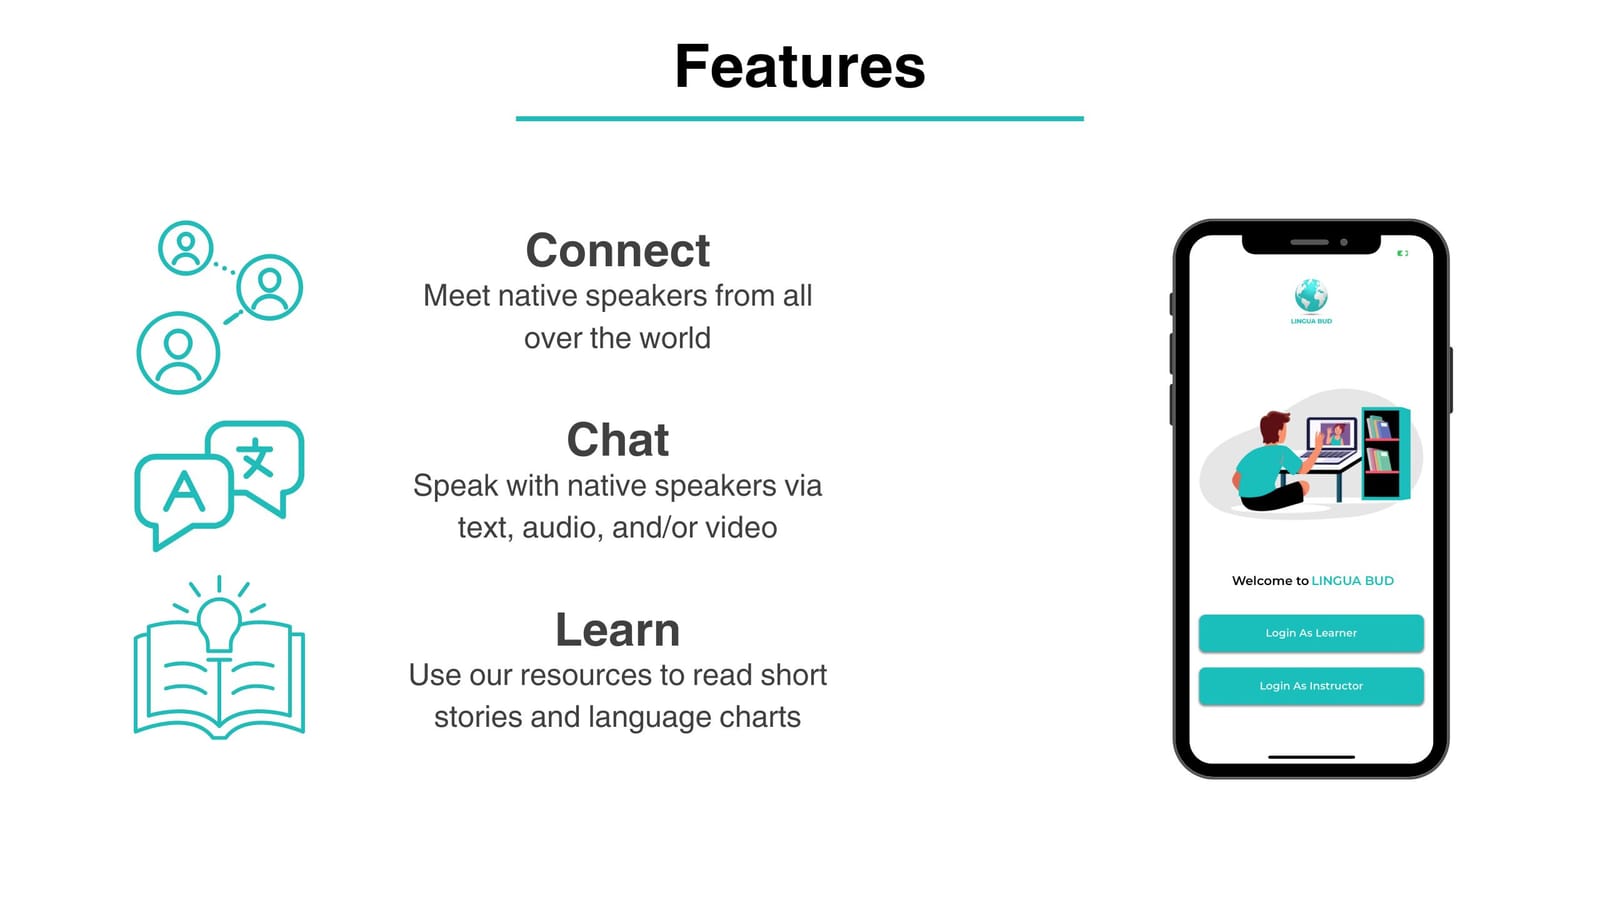 Features
Connect
Meet native speakers from all
over the world
A
文
Chat
Speak with native speakers via
text, audio, and/or video
Learn
Use our resources to read short
stories and language charts
LINGUA BUD
Welcome to LINGUA BUD
Login As Learner
Login As Instructor